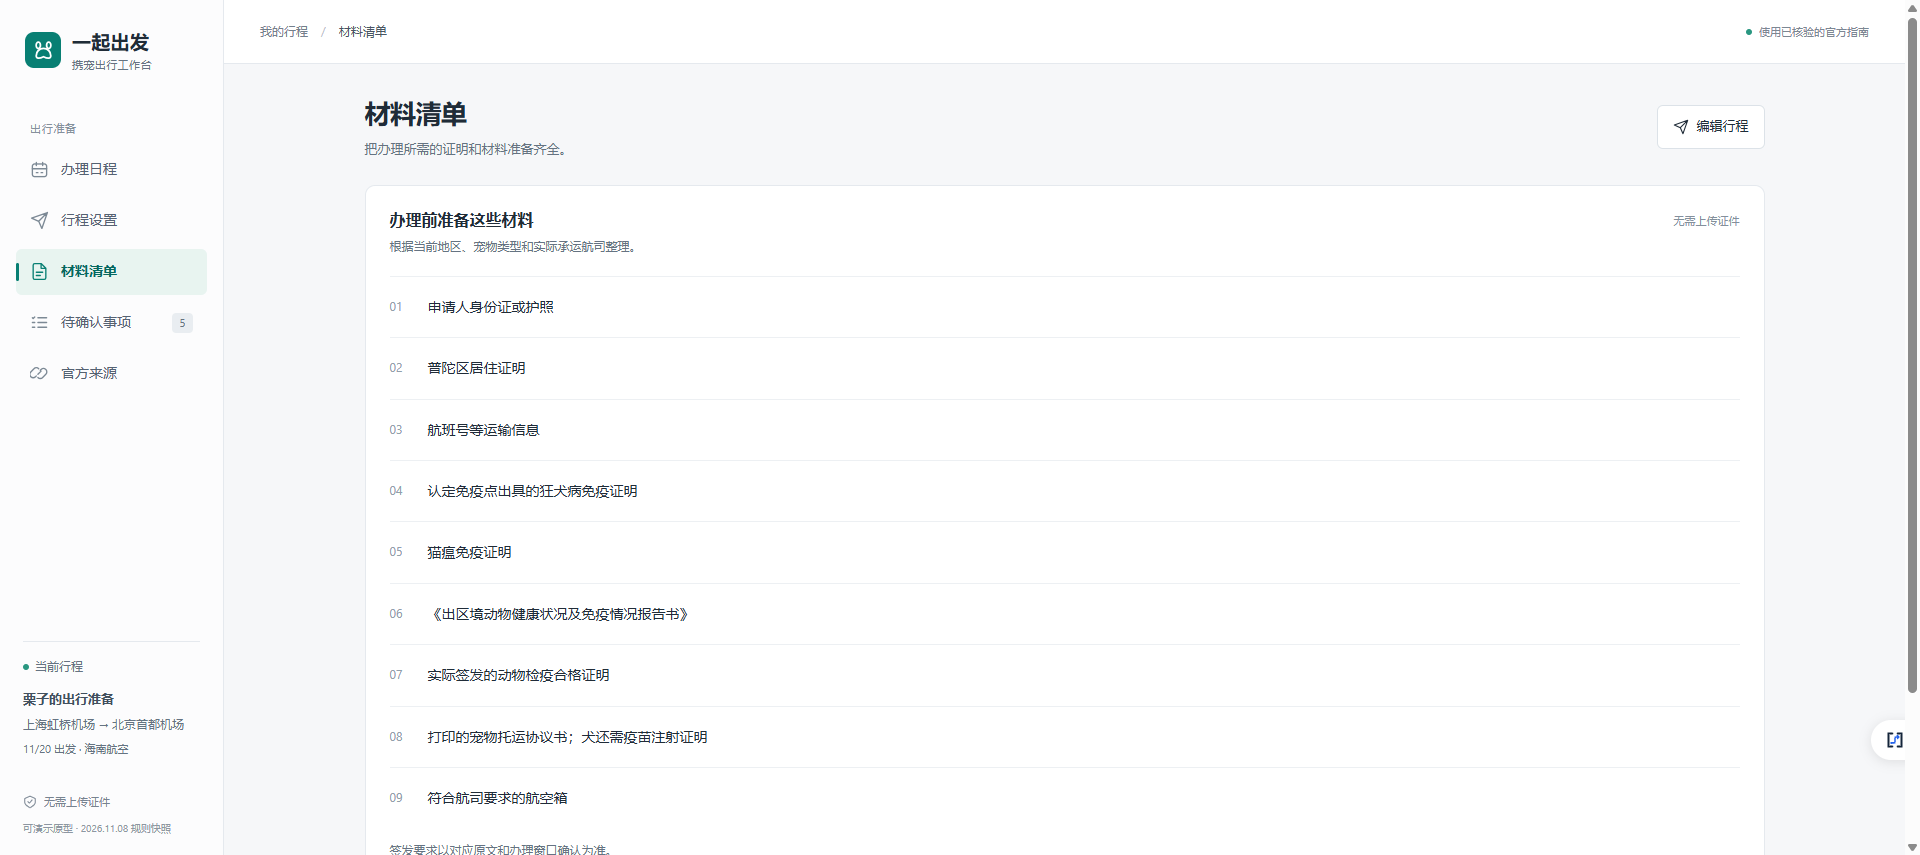 一起出发
携宠出行工作台
出行准备
办理日程
行程设置
材料清单
待确认事项 5
官方来源
当前行程
栗子的出行准备
上海虹桥机场 → 北京首都机场
11/20 出发 · 海南航空
无需上传证件
可演示原型 · 2026.11.08 规则快照
我的行程 / 材料清单
使用已核验的官方指南
材料清单
把办理所需的证明和材料准备齐全。
编辑行程
办理前准备这些材料
无需上传证件
根据当前地区、宠物类型和实际承运航司整理。
01 申请人身份证或护照
02 普陀区居住证明
03 航班号等运输信息
04 认定免疫点出具的狂犬病免疫证明
05 猫瘟免疫证明
06 《出区境动物健康状况及免疫情况报告书》
07 实际签发的动物检疫合格证明
08 打印的宠物托运协议书；犬还需疫苗注射证明
09 符合航司要求的航空箱
签发要求以对应原文和办理窗口确认为准。